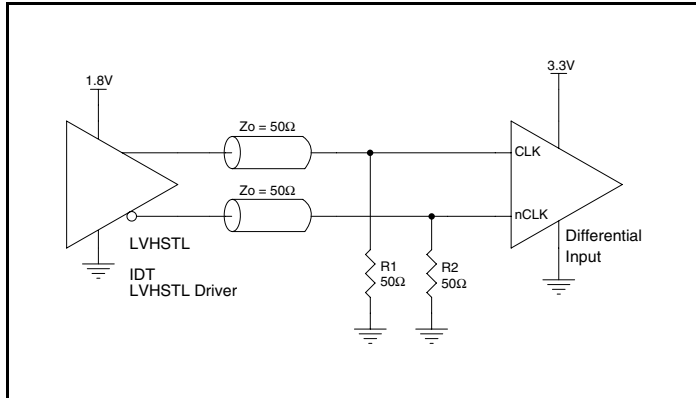 1.8V
3.3V
Zo = 50Ω
CLK
Zo = 50Ω
nCLK
LVHSTL
IDT
LVHSTL Driver
R1
50Ω
R2
50Ω
Differential
Input